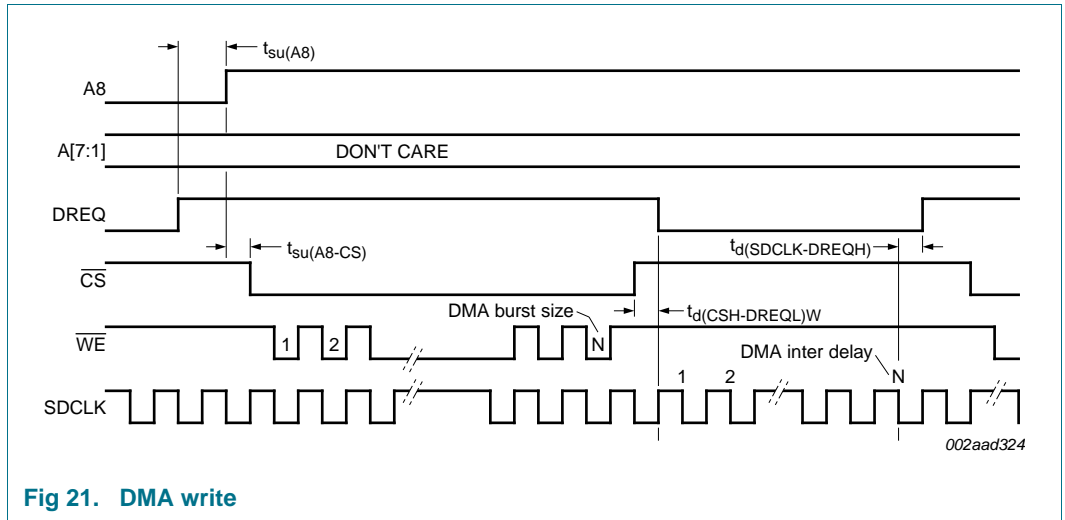 tsu(A8)
A8
A[7:1]
DON'T CARE
DREQ
tsu(A8-CS)
td(SDCLK-DREQH)
CS
DMA burst size
td(CSH-DREQL)W
WE
1
2
N
DMA inter delay
1
2
N
SDCLK
002aad324
Fig 21. DMA write